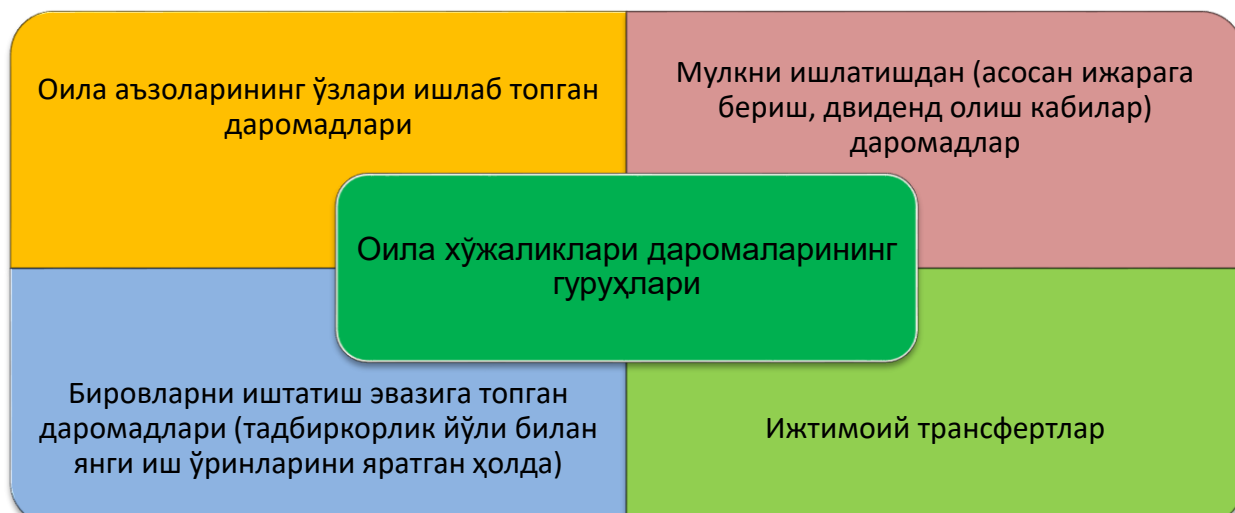 Оила аъзоларининг ўзлари ишлаб топган
даромадлари
Мулкни ишлатишдан (асосан ижарага
бериш, двиденд олиш кабилар)
даромадлар
Оила хўжаликлари даромаларининг
гуруҳлари
Бировларни иштатиш эвазига топган
даромадлари (тадбиркорлик йўли билан
янги иш ўринларини яратган ҳолда)
Ижтимоий трансфертлар